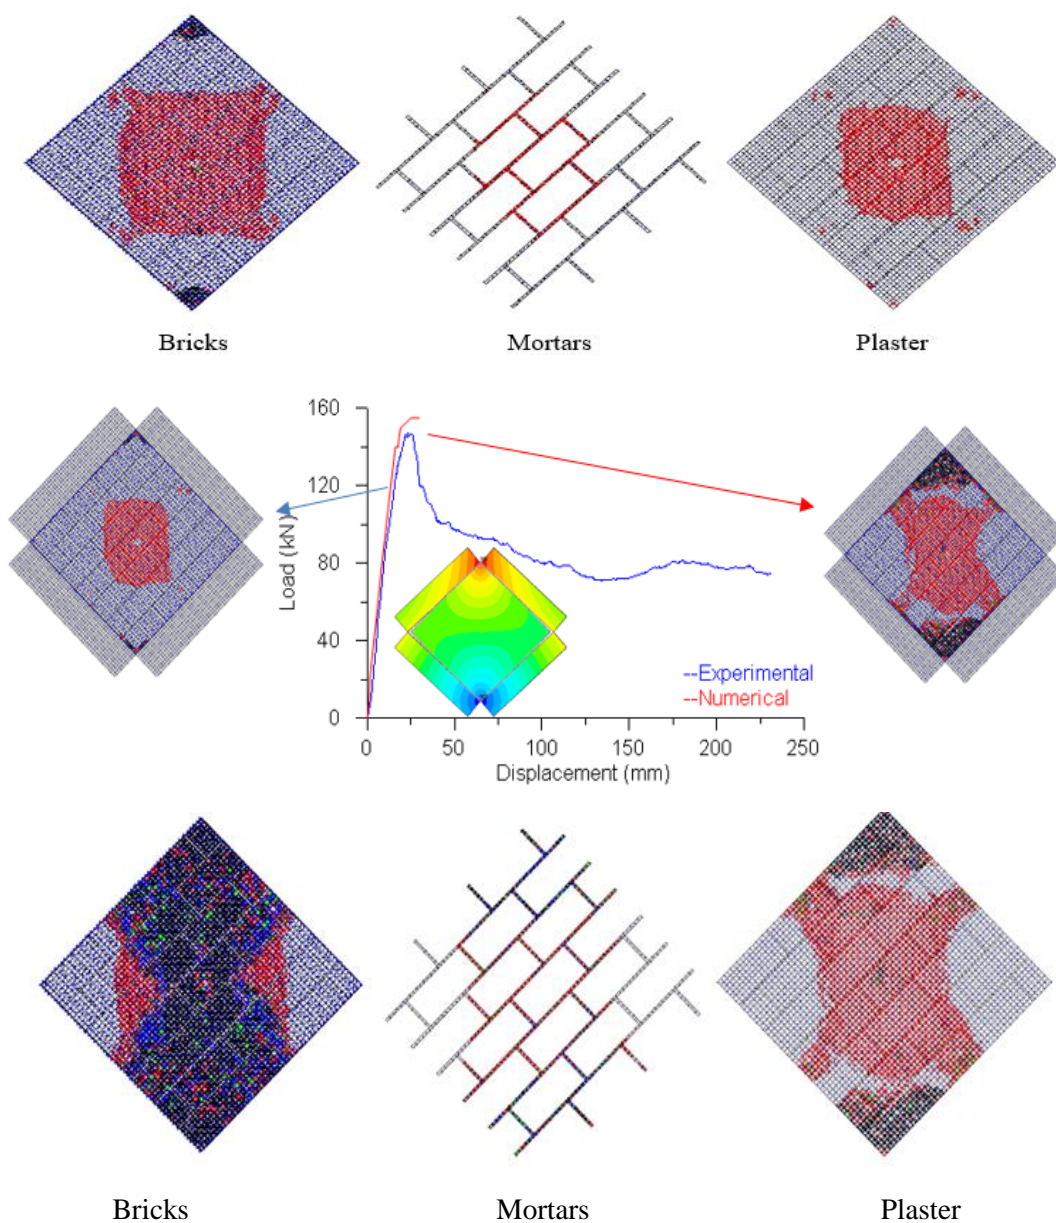 Bricks
Mortars
Plaster
160
120
80
40
0
Load (kN)
--Experimental
--Numerical
0
50
100
150
200
250
Displacement (mm)
Bricks
Mortars
Plaster